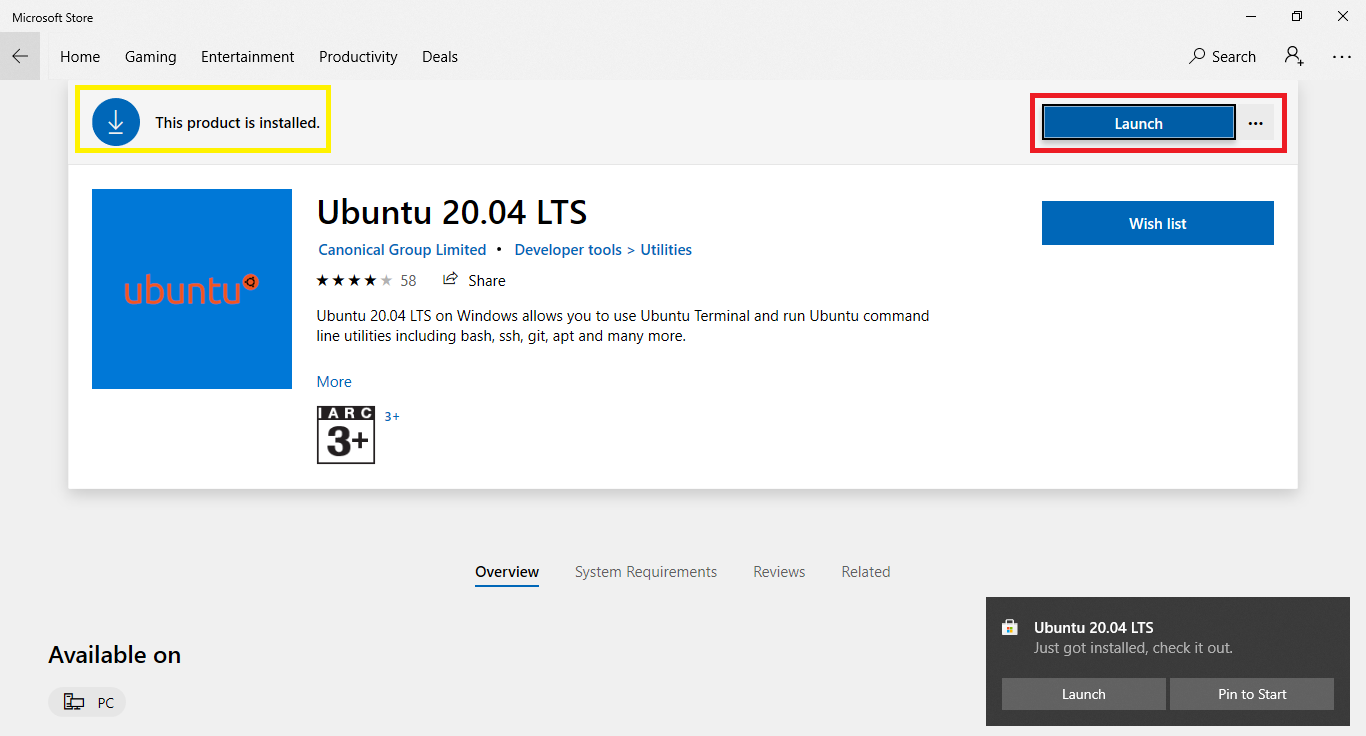 Microsoft Store
Home Gaming Entertainment Productivity Deals Search
This product is installed.
Launch
ubuntu
Ubuntu 20.04 LTS
Canonical Group Limited • Developer tools > Utilities
Wish list
58 Share
Ubuntu 20.04 LTS on Windows allows you to use Ubuntu Terminal and run Ubuntu command
line utilities including bash, ssh, git, apt and many more.
More
IARC
3+
3+
Overview System Requirements Reviews Related
Available on
PC
Ubuntu 20.04 LTS
Just got installed, check it out.
Launch Pin to Start